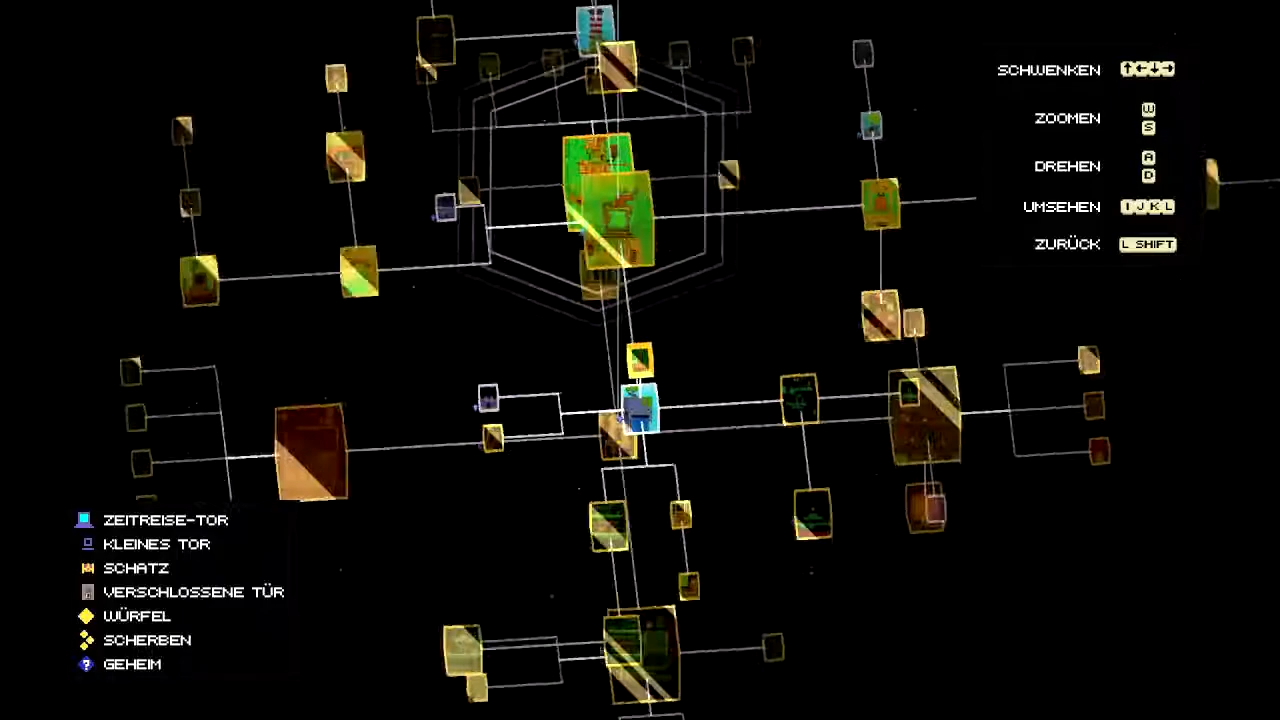 SCHWENKEN ↑←↓→
ZOOMEN W S
DREHEN A D
UMSEHEN I J K L
ZURÜCK L SHIFT
ZEITREISE-TOR
KLEINES TOR
SCHATZ
VERSCHLOSSENE TÜR
WÜRFEL
SCHERBEN
? GEHEIM